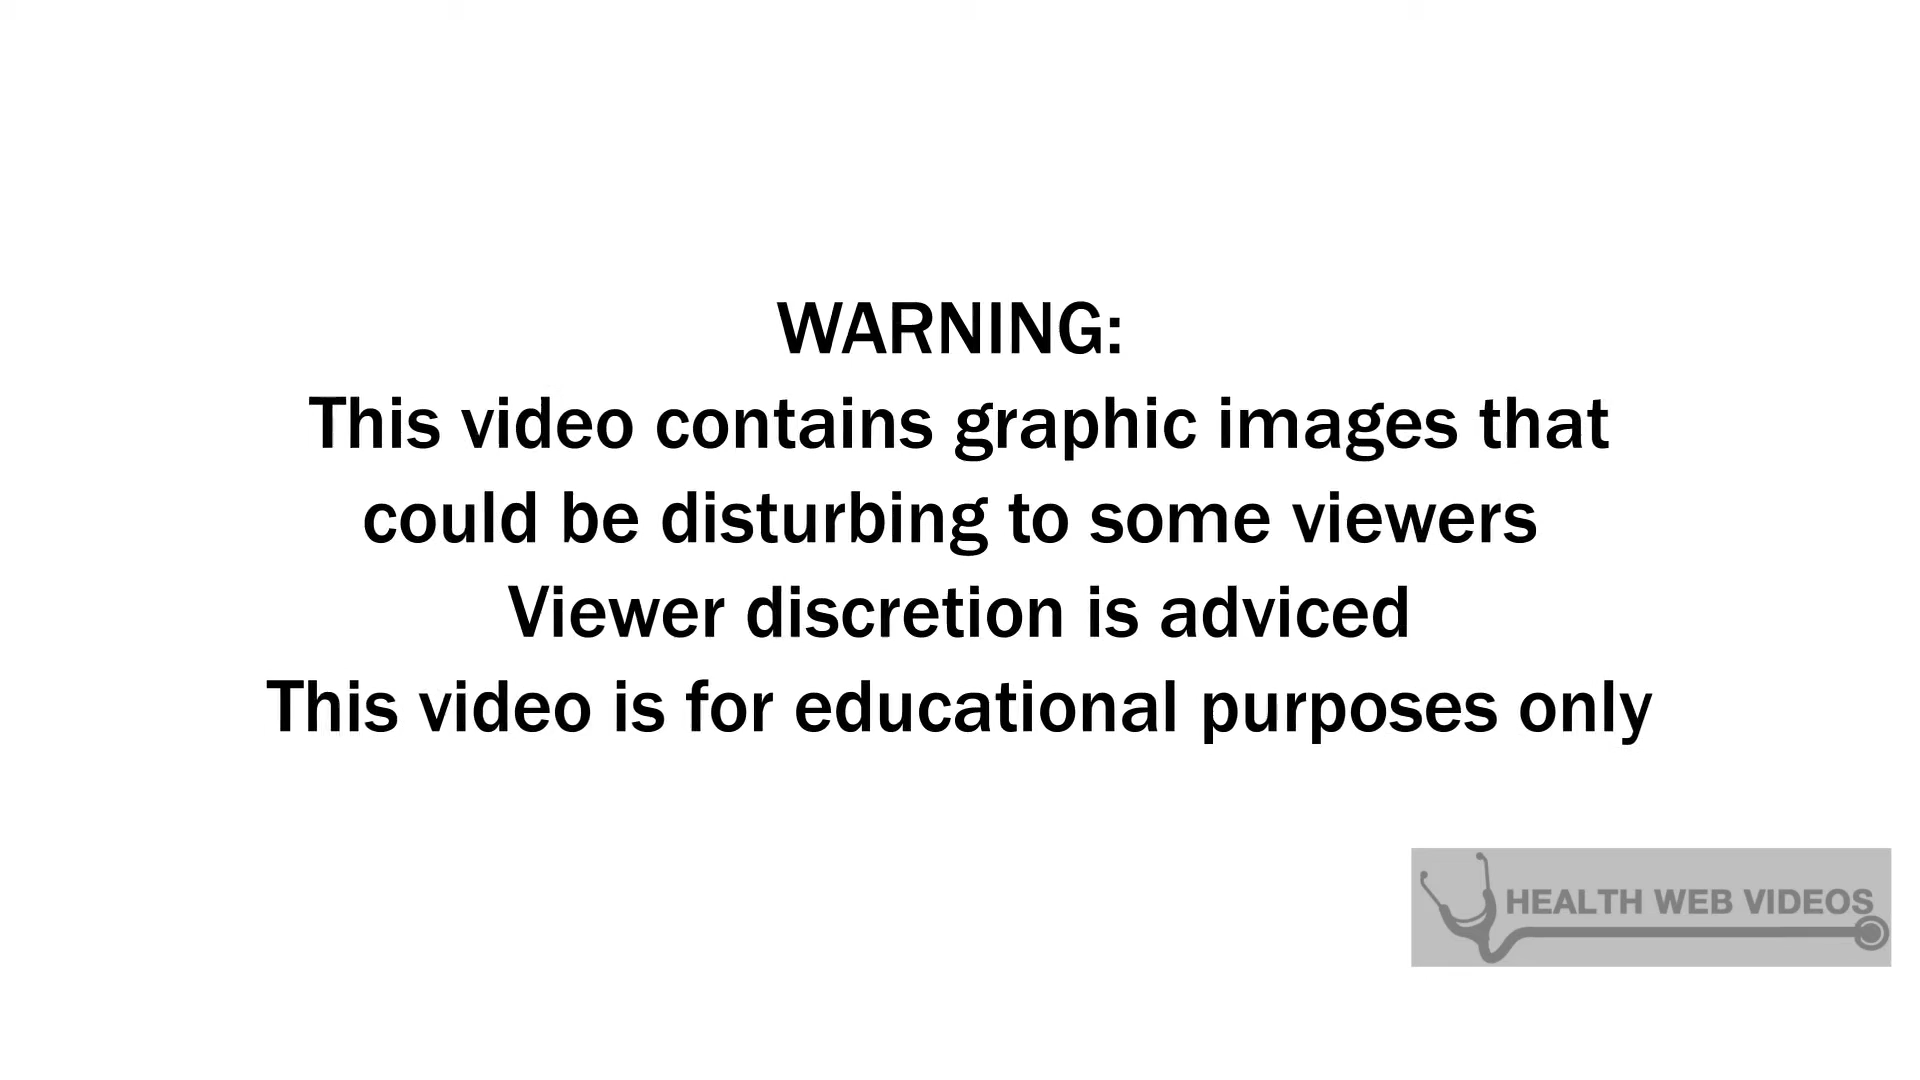 WARNING:
This video contains graphic images that
could be disturbing to some viewers
Viewer discretion is adviced
This video is for educational purposes only
HEALTH WEB VIDEOS